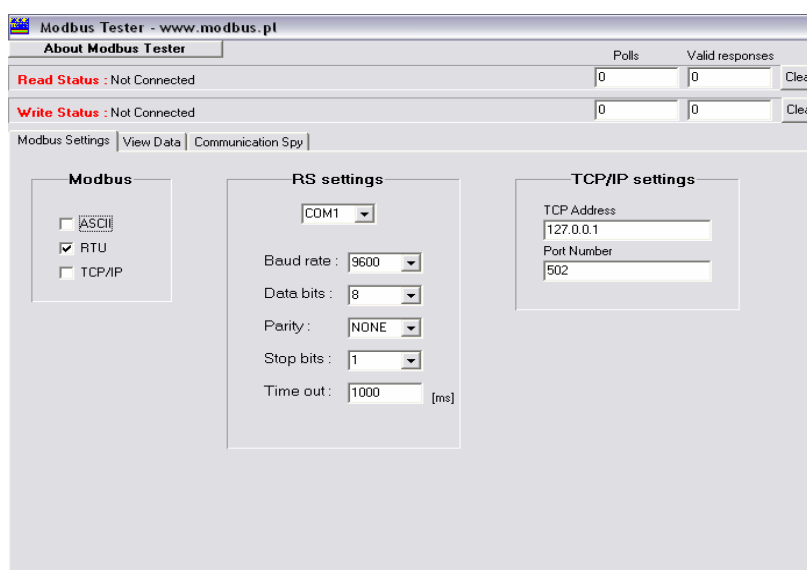 Modbus Tester - www.modbus.pl
About Modbus Tester
Polls Valid responses
Read Status : Not Connected 0 0
Write Status : Not Connected 0 0
Modbus Settings View Data Communication Spy
Modbus RS settings TCP/IP settings
COM1 TCP Address
ASCII 127.0.0.1
RTU Baud rate : 9600 Port Number
TCP/IP 502
Data bits : 8
Parity : NONE
Stop bits : 1
Time out : 1000 [ms]